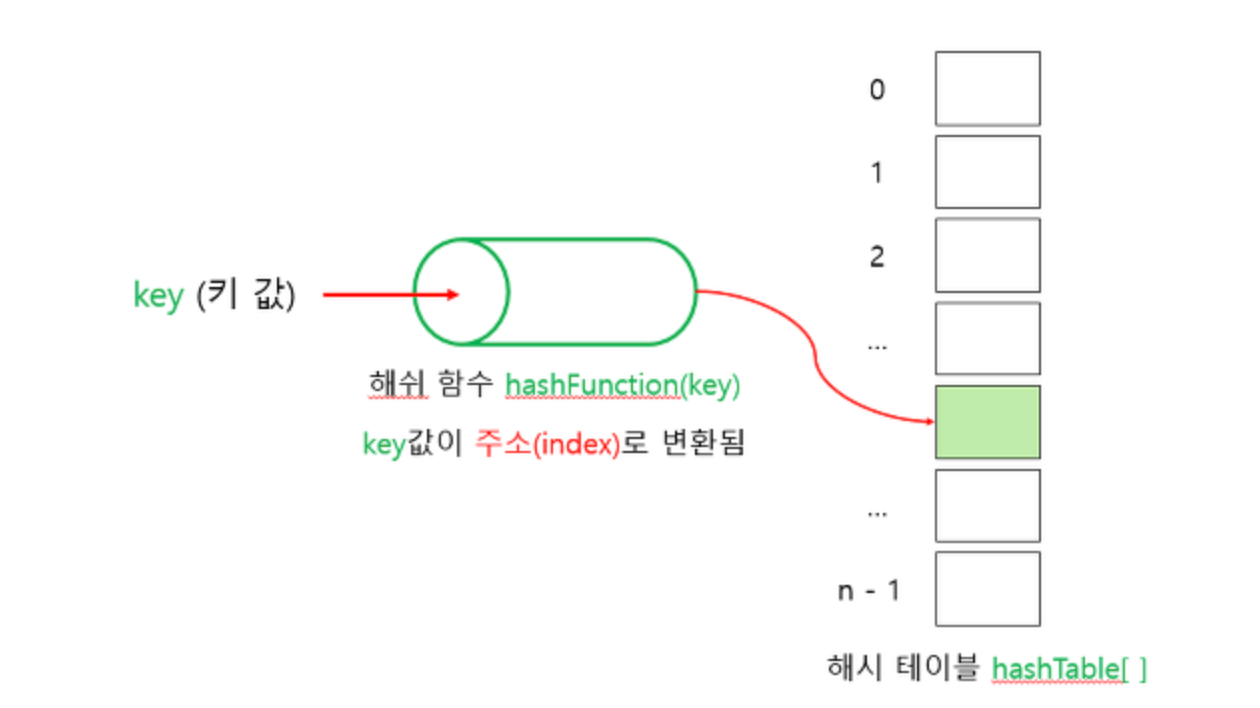 key (키 값)
해쉬 함수 hashFunction(key)
key값이 주소(index)로 변환됨
0
1
2
...
...
n - 1
해시 테이블 hashTable[ ]